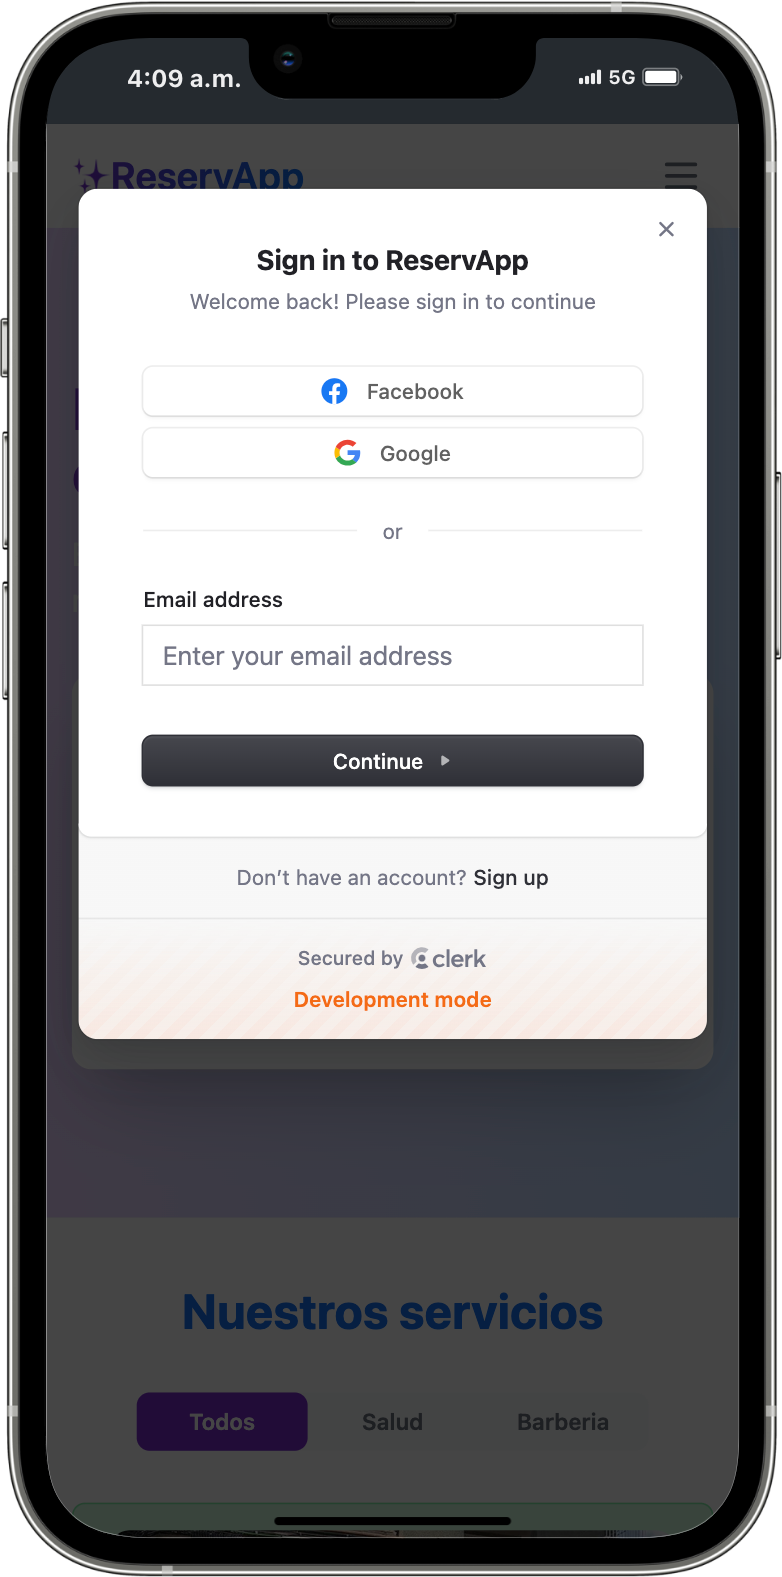 4:09 a.m.
5G
ReservApp
Sign in to ReservApp
Welcome back! Please sign in to continue
Facebook
Google
or
Email address
Enter your email address
Continue
Don’t have an account? Sign up
Secured by clerk
Development mode
Nuestros servicios
Todos
Salud
Barberia